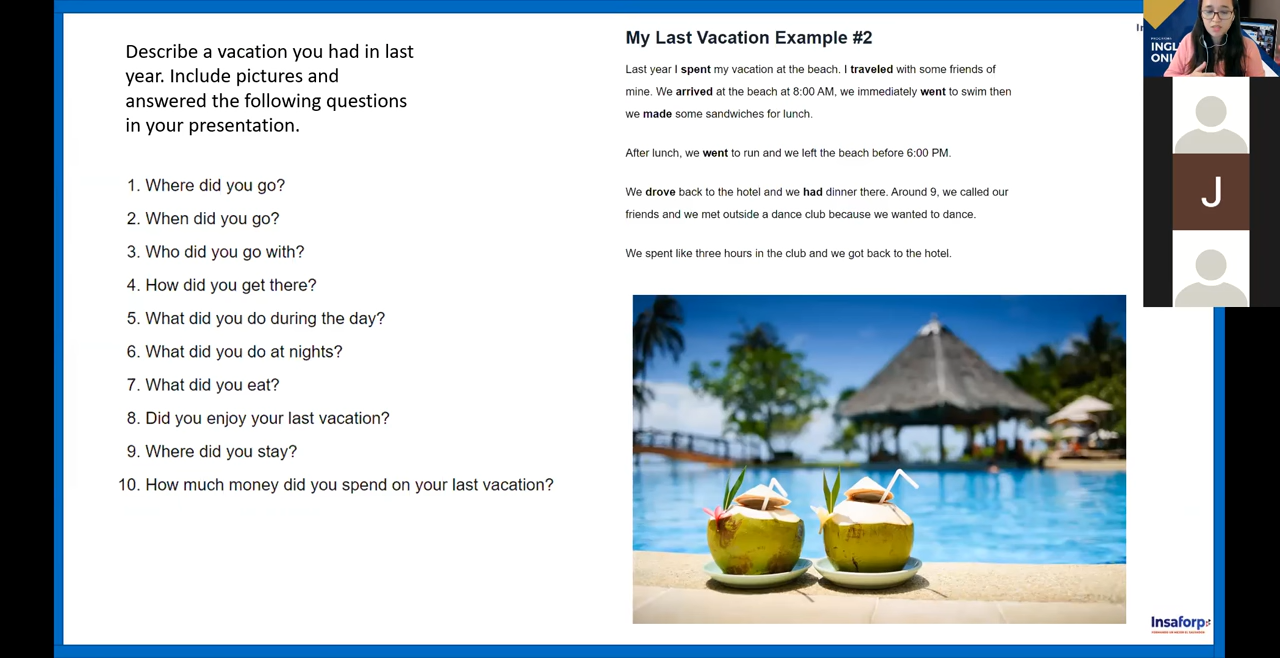 Describe a vacation you had in last
year. Include pictures and
answered the following questions
in your presentation.
1. Where did you go?
2. When did you go?
3. Who did you go with?
4. How did you get there?
5. What did you do during the day?
6. What did you do at nights?
7. What did you eat?
8. Did you enjoy your last vacation?
9. Where did you stay?
10. How much money did you spend on your last vacation?
My Last Vacation Example #2
Last year I spent my vacation at the beach. I traveled with some friends of
mine. We arrived at the beach at 8:00 AM, we immediately went to swim then
we made some sandwiches for lunch.
After lunch, we went to run and we left the beach before 6:00 PM.
We drove back to the hotel and we had dinner there. Around 9, we called our
friends and we met outside a dance club because we wanted to dance.
We spent like three hours in the club and we got back to the hotel.
INGL
ONL
J
Insaforp